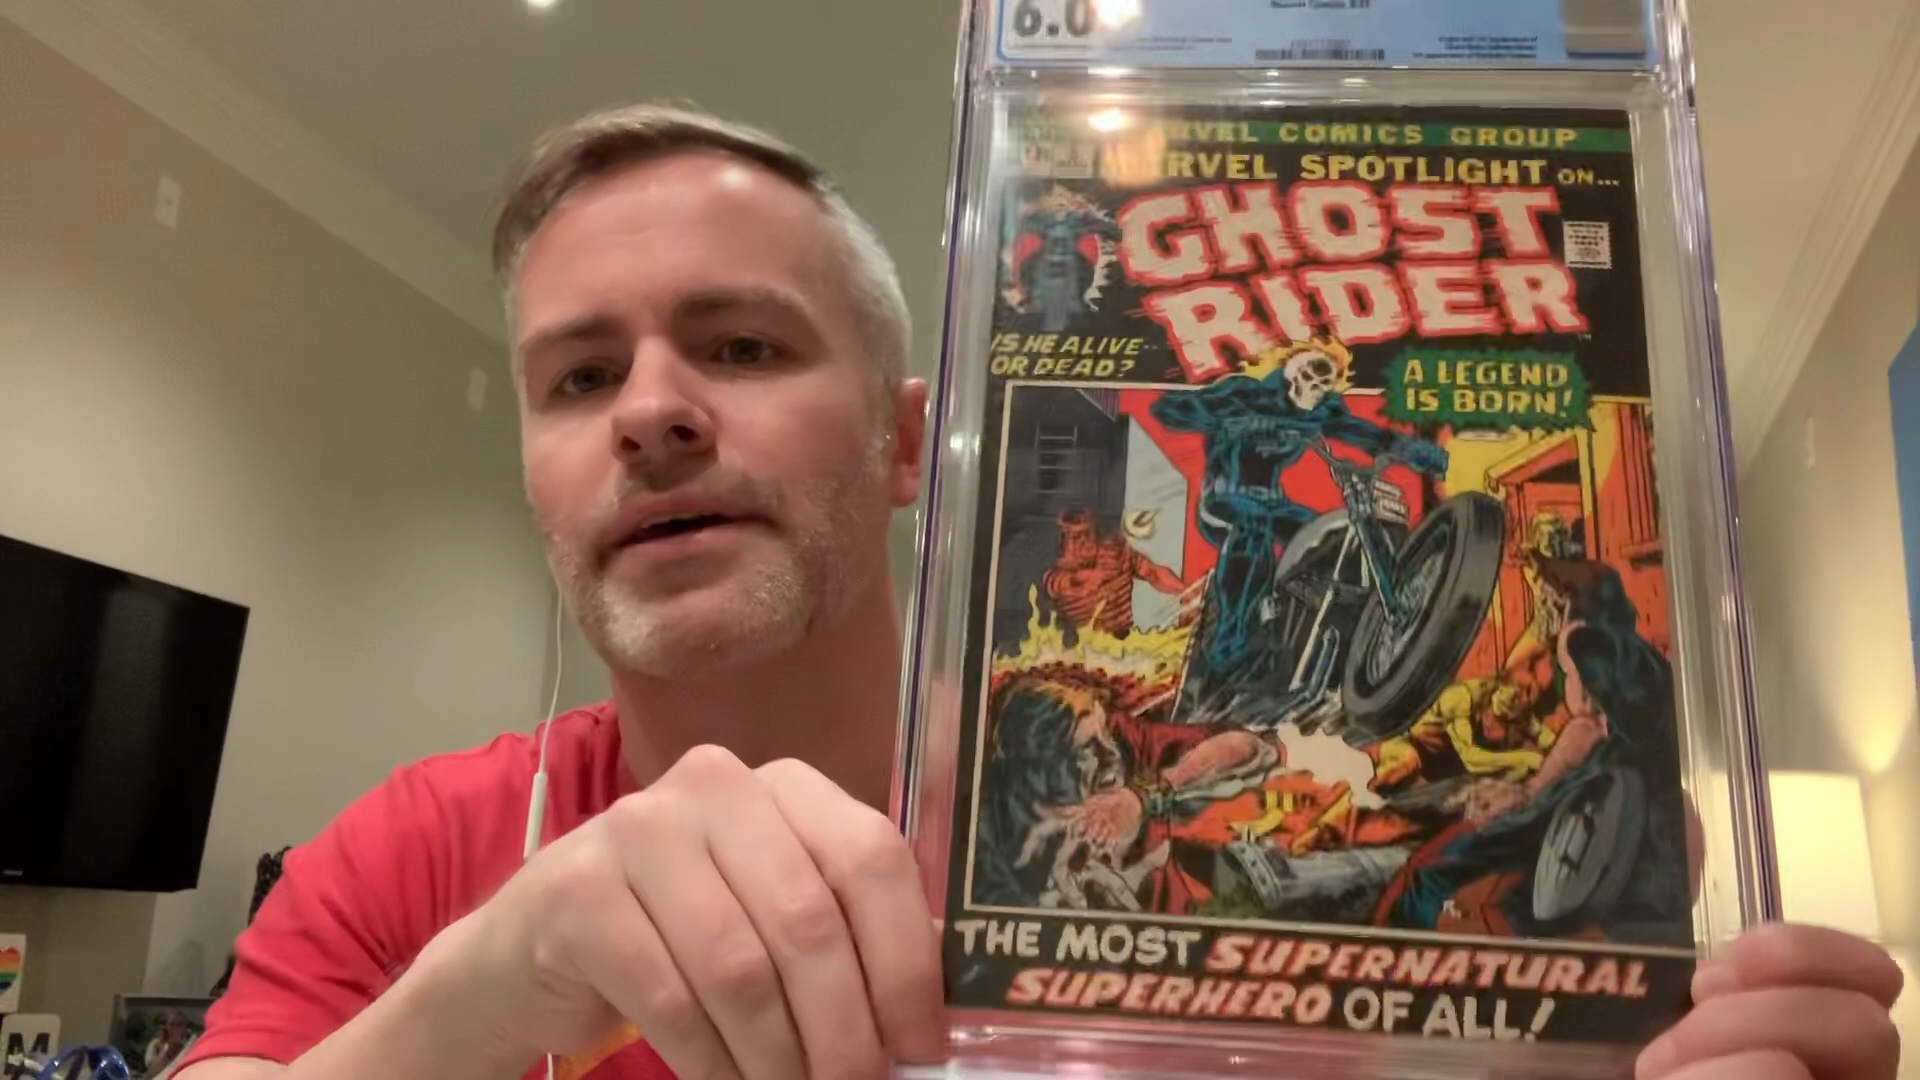 6.0
MARVEL COMICS GROUP
MARVEL SPOTLIGHT ON...
GHOST
RIDER
IS HE ALIVE--
OR DEAD?
A LEGEND
IS BORN!
THE MOST SUPERNATURAL
SUPERHERO OF ALL!
M